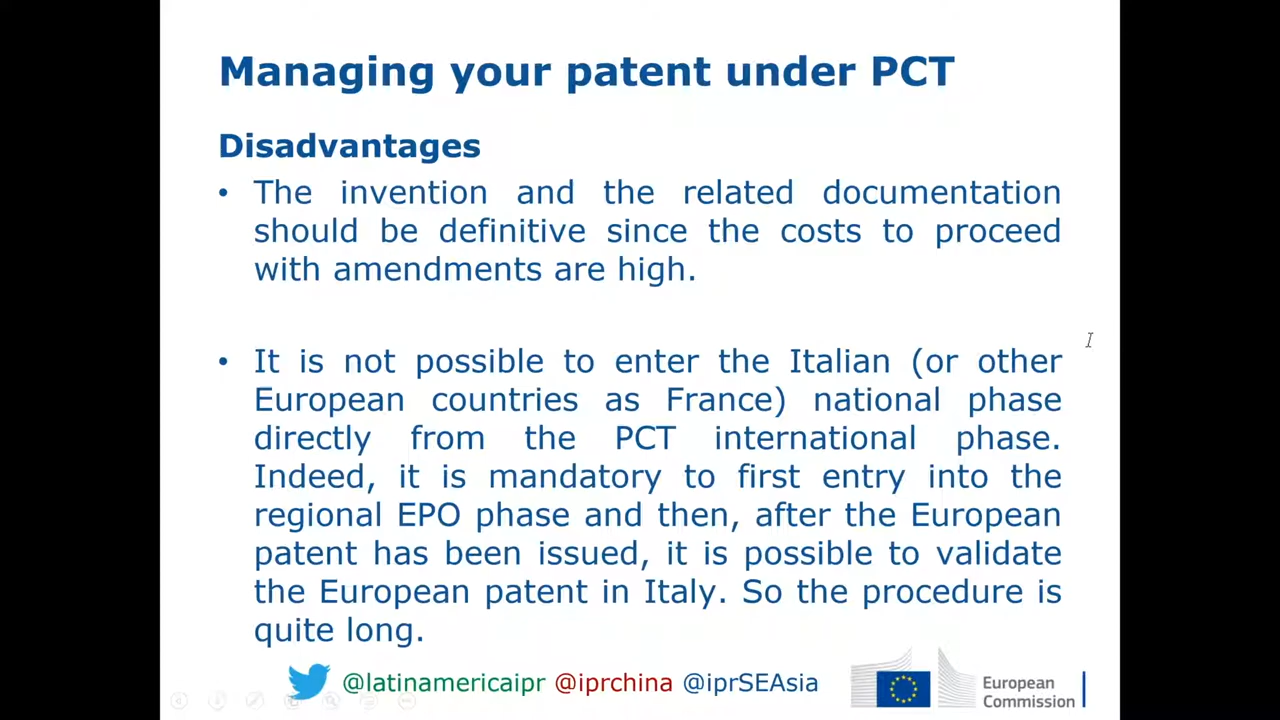 Managing your patent under PCT
Disadvantages
• The invention and the related documentation
should be definitive since the costs to proceed
with amendments are high.
• It is not possible to enter the Italian (or other
European countries as France) national phase
directly from the PCT international phase.
Indeed, it is mandatory to first entry into the
regional EPO phase and then, after the European
patent has been issued, it is possible to validate
the European patent in Italy. So the procedure is
quite long.
@latinamericaipr @iprchina @iprSEAsia
European
Commission